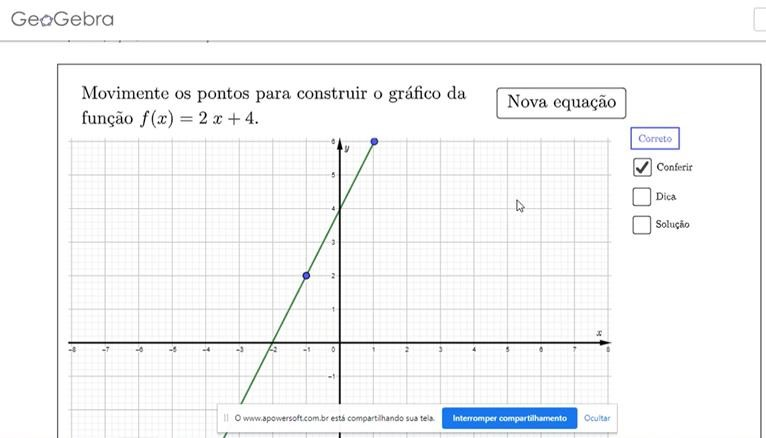 GeoGebra
Movimente os pontos para construir o gráfico da
função f(x) = 2 x + 4.
Nova equação
Correto
Conferir
Dica
Solução
6
y
5
4
3
2
1
x
-8 -7 -6 -5 -4 -3 -2 -1 0 1 2 3 4 5 6 7 8
-1
O www.apowersoft.com.br está compartilhando sua tela.
Interromper compartilhamento
Ocultar